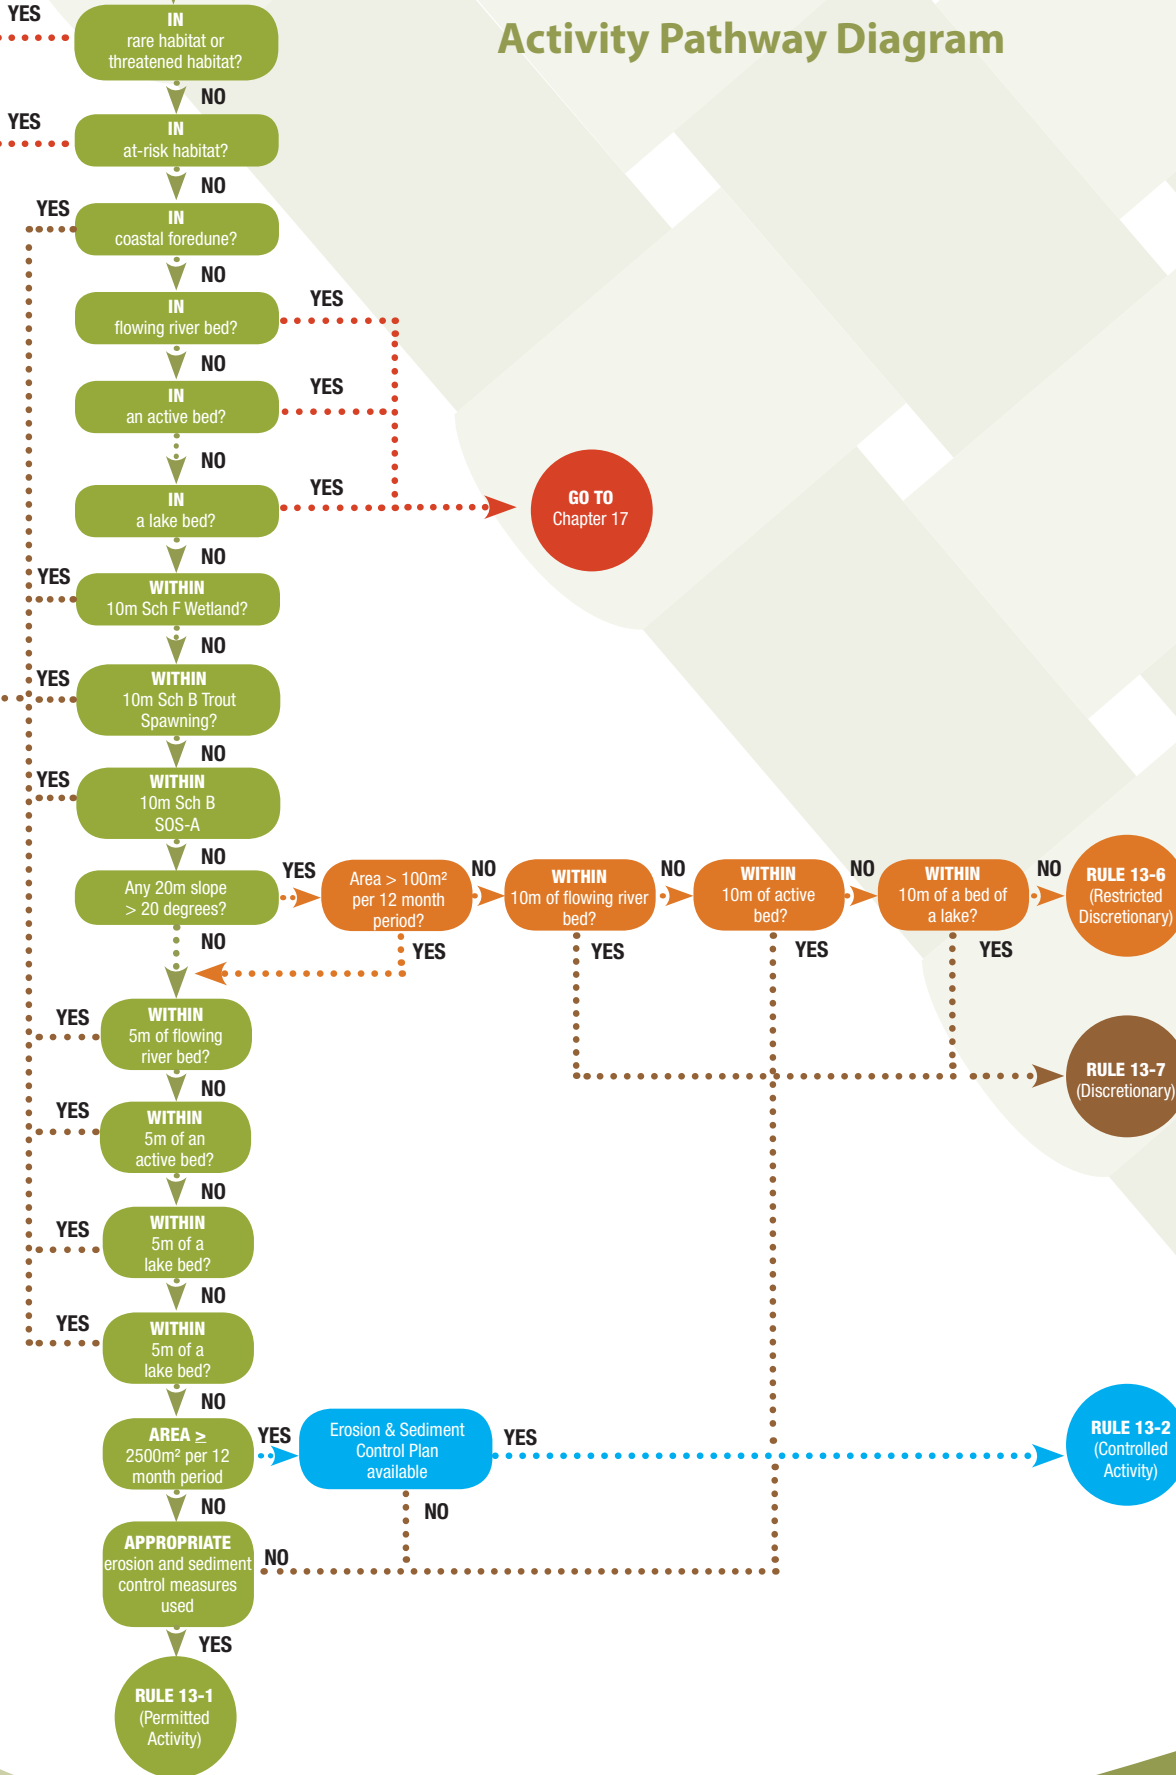 Activity Pathway Diagram
YES
IN
rare habitat or
threatened habitat?
NO
YES
IN
at-risk habitat?
NO
YES
IN
coastal foredune?
NO
IN
flowing river bed?
YES
NO
IN
an active bed?
YES
NO
IN
a lake bed?
YES
GO TO
Chapter 17
NO
YES
WITHIN
10m Sch F Wetland?
NO
YES
WITHIN
10m Sch B Trout
Spawning?
NO
YES
WITHIN
10m Sch B
SOS-A
NO
Any 20m slope
> 20 degrees?
YES
Area > 100m²
per 12 month
period?
NO
WITHIN
10m of flowing river
bed?
NO
WITHIN
10m of active
bed?
NO
WITHIN
10m of a bed of
a lake?
NO
RULE 13-6
(Restricted
Discretionary)
NO
YES
YES
YES
YES
YES
WITHIN
5m of flowing
river bed?
RULE 13-7
(Discretionary)
NO
YES
WITHIN
5m of an
active bed?
NO
YES
WITHIN
5m of a
lake bed?
NO
YES
WITHIN
5m of a
lake bed?
NO
AREA ≥
2500m² per 12
month period
YES
Erosion & Sediment
Control Plan
available
YES
RULE 13-2
(Controlled
Activity)
NO
NO
APPROPRIATE
erosion and sediment
control measures
used
NO
YES
RULE 13-1
(Permitted
Activity)